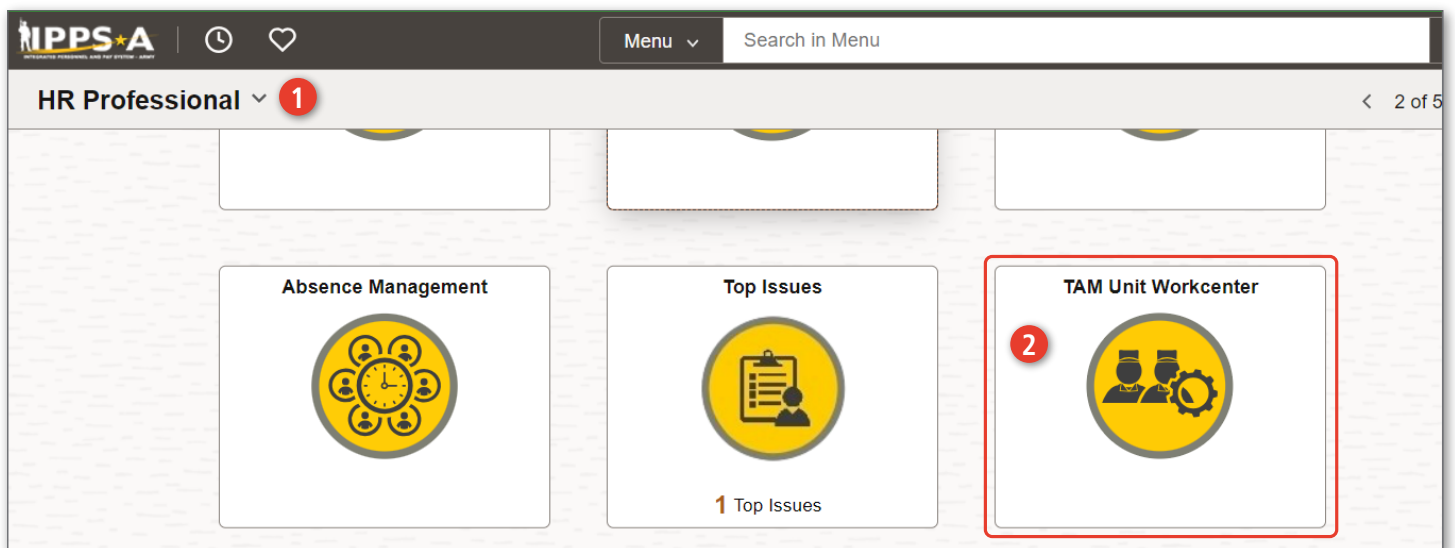 IPPS★A
INTEGRATED PERSONNEL AND PAY SYSTEM - ARMY
Menu
Search in Menu
HR Professional
1
2 of 5
Absence Management
Top Issues
TAM Unit Workcenter
2
1 Top Issues